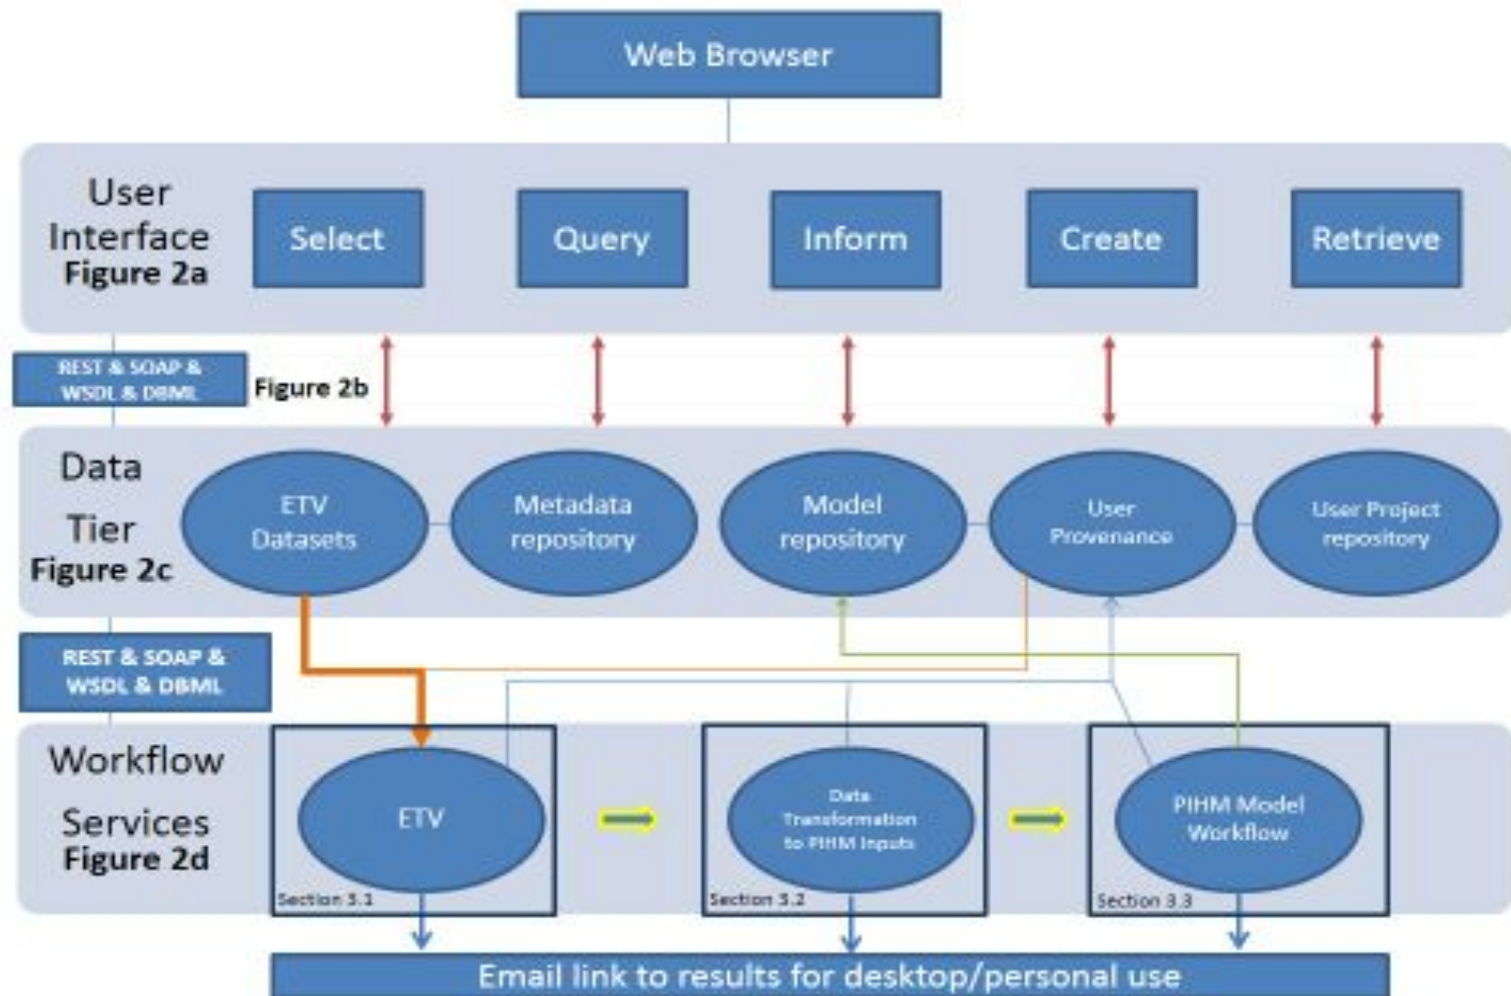 Web Browser
User
Interface
Figure 2a
Select
Query
Inform
Create
Retrieve
REST & SOAP &
WSDL & DBML
Figure 2b
Data
Tier
Figure 2c
ETV
Datasets
Metadata
repository
Model
repository
User
Provenance
User Project
repository
REST & SOAP &
WSDL & DBML
Workflow
Services
Figure 2d
ETV
Section 3.1
Data
Transformation
to PIHM Inputs
Section 3.2
PIHM Model
Workflow
Section 3.3
Email link to results for desktop/personal use